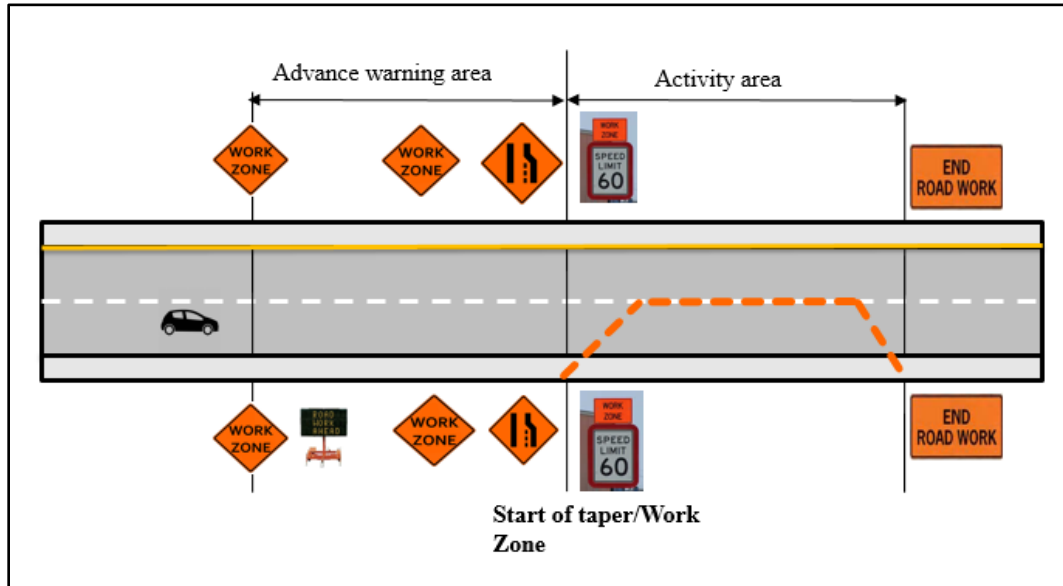 Advance warning area
Activity area
WORK
ZONE
WORK
ZONE
WORK
ZONE
SPEED
LIMIT
60
END
ROAD WORK
WORK
ZONE
ROAD
WORK
AHEAD
WORK
ZONE
WORK
ZONE
SPEED
LIMIT
60
END
ROAD WORK
Start of taper/Work
Zone